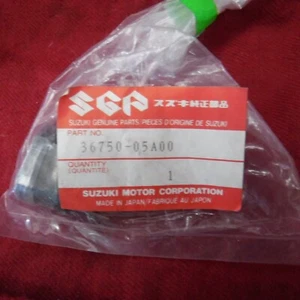 SGP スズキ純正部品
SUZUKI GENUINE PARTS PIECES D'ORIGINE DE SUZUKI
PART NO.
36750-05A00
QUANTITY
(QUANTITE) 1
SUZUKI MOTOR CORPORATION
MADE IN JAPAN/FABRIQUE AU JAPON